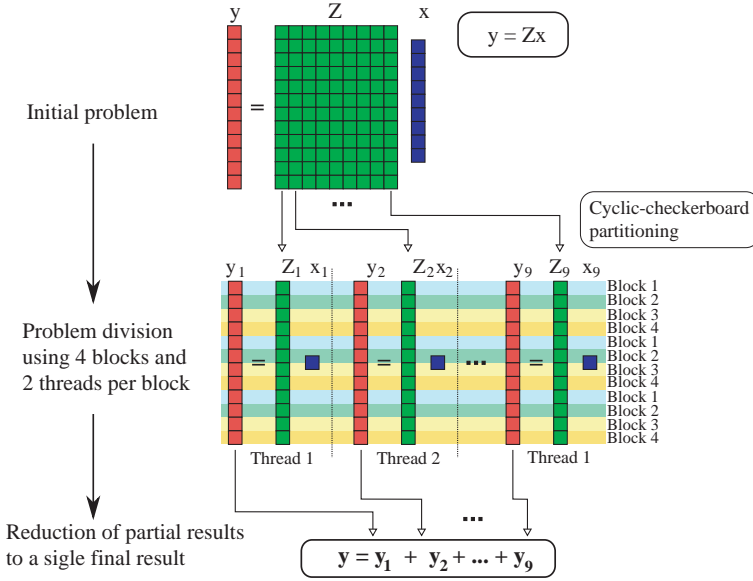 y
Z
x
y = Zx
=
Initial problem
...
Cyclic-checkerboard
partitioning
y1 Z1 x1 y2 Z2 x2 y9 Z9 x9
Block 1
Block 2
Block 3
Block 4
Block 1
Block 2
Block 3
Block 4
Block 1
Block 2
Block 3
Block 4
= = ... =
Problem division
using 4 blocks and
2 threads per block
Thread 1 Thread 2 Thread 1
...
Reduction of partial results
to a sigle final result
y = y1 + y2 + ... + y9